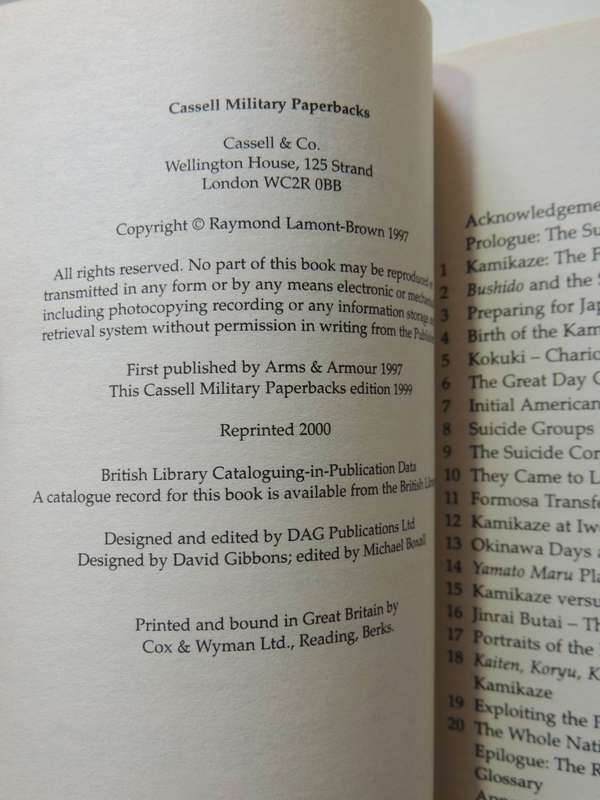 Cassell Military Paperbacks
Cassell & Co.
Wellington House, 125 Strand
London WC2R 0BB
Copyright © Raymond Lamont-Brown 1997
All rights reserved. No part of this book may be reproduced
transmitted in any form or by any means electronic or
including photocopying recording or any information storage
retrieval system without permission in writing from the
First published by Arms & Armour 1997
This Cassell Military Paperbacks edition 1999
Reprinted 2000
British Library Cataloguing-in-Publication Data
A catalogue record for this book is available from the British
Designed and edited by DAG Publications Ltd
Designed by David Gibbons; edited by Michael Boxall
Printed and bound in Great Britain by
Cox & Wyman Ltd., Reading, Berks.
Prologue: The
1 Kamikaze: The
2 Bushido and the
3 Preparing for
4 Birth of the
5 Kokuki –
6 The Great Day
7 Initial American
8 Suicide Groups
9 The Suicide
10 They Came to
11 Formosa
12 Kamikaze at
13 Okinawa Days
14 Yamato Maru
15 Kamikaze
16 Jinrai Butai –
17 Portraits of the
18 Kaiten, Koryu,
Kamikaze
19 Exploiting the
20 The Whole
Epilogue: The
Glossary